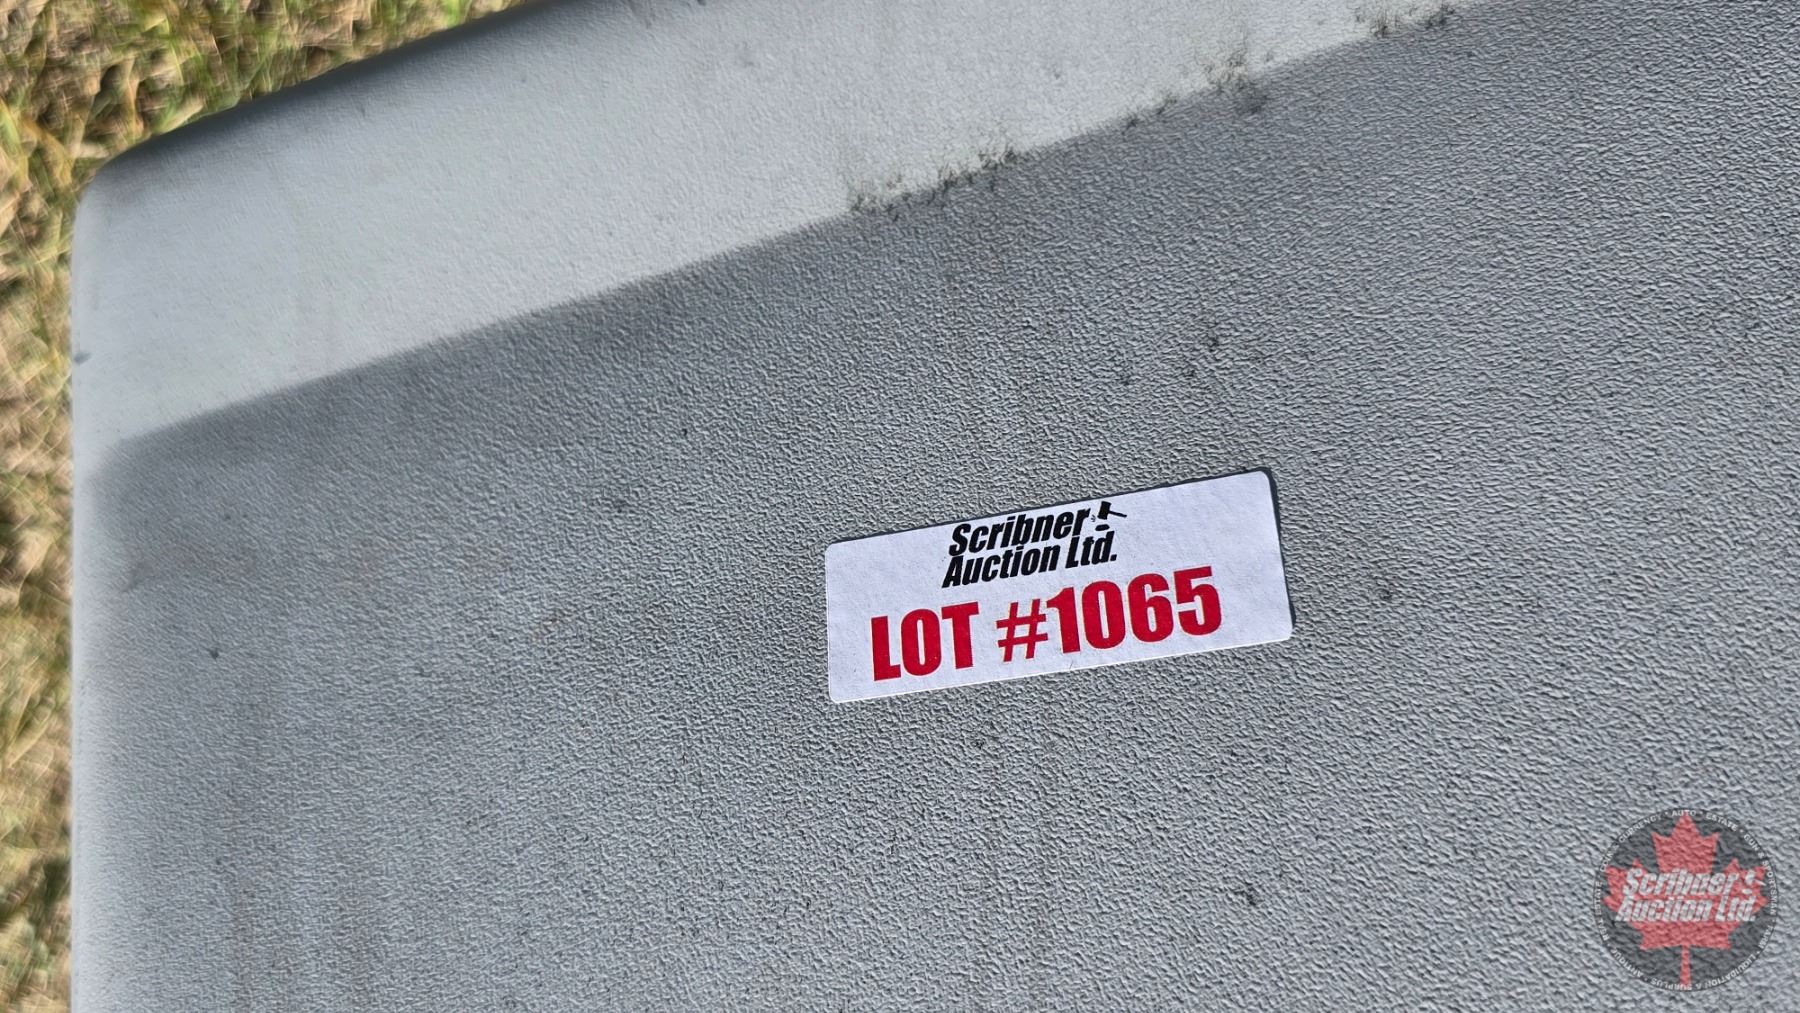 Scribner
Auction Ltd.
LOT #1065
Scribner
Auction Ltd.